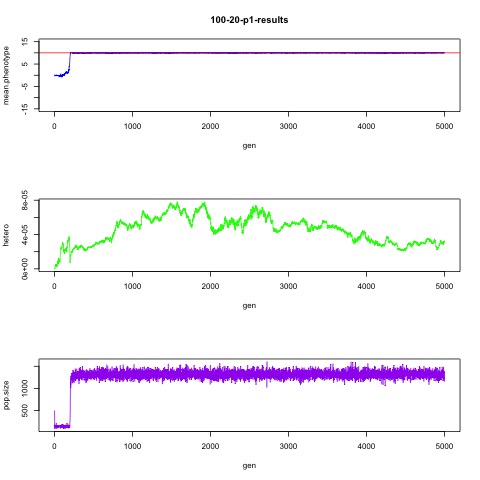 100-20-p1-results
mean.phenotype
-15
-5
5
15
0 1000 2000 3000 4000 5000
gen
hetero
0e+00
4e-05
8e-05
0 1000 2000 3000 4000 5000
gen
pop.size
500
1000
0 1000 2000 3000 4000 5000
gen